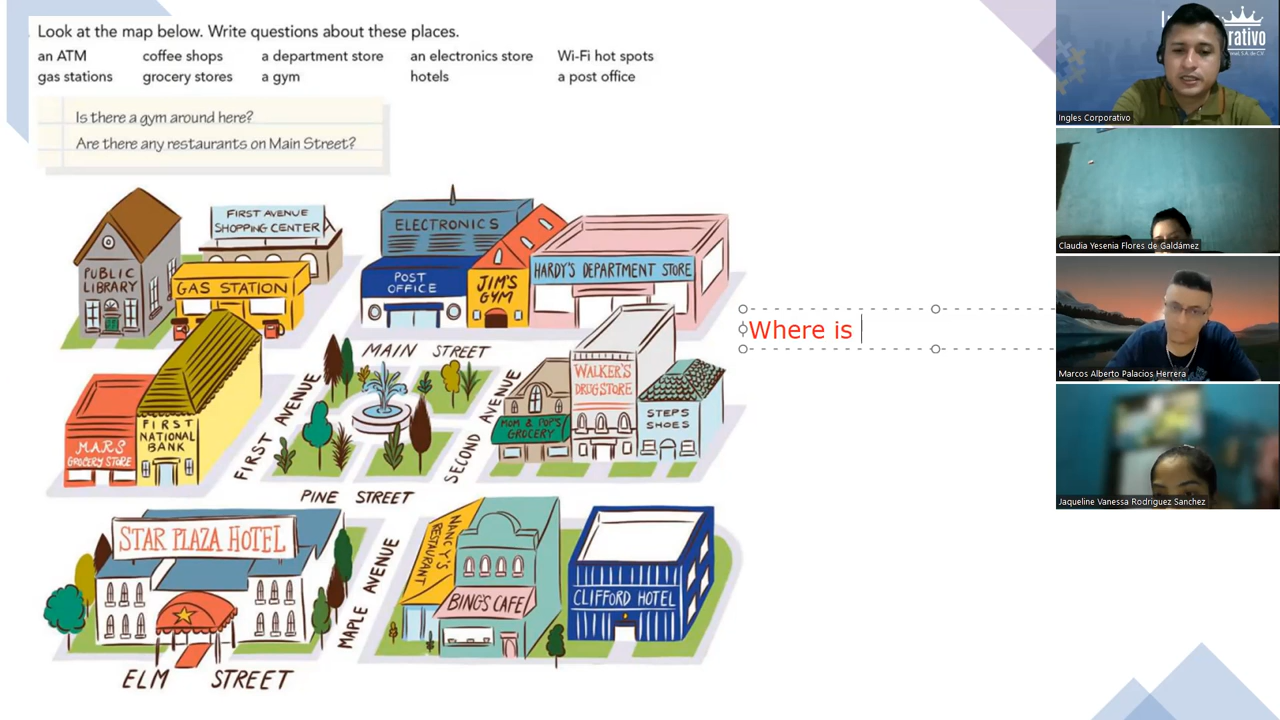 Look at the map below. Write questions about these places.
an ATM coffee shops a department store an electronics store Wi-Fi hot spots
gas stations grocery stores a gym hotels a post office
Is there a gym around here?
Are there any restaurants on Main Street?
FIRST AVENUE
SHOPPING CENTER
ELECTRONICS
PUBLIC
LIBRARY
GAS STATION
POST
OFFICE
JIM'S
GYM
HARDY'S DEPARTMENT STORE
Where is
MAIN STREET
FIRST AVENUE
SECOND AVENUE
WALKER'S
DRUG STORE
MOM & POP'S
GROCERY
STEPS
SHOES
MARS
GROCERY STORE
FIRST
NATIONAL
BANK
PINE STREET
STAR PLAZA HOTEL
MAPLE AVENUE
NANCY'S
RESTAURANT
BING'S CAFE
CLIFFORD HOTEL
ELM STREET
rativo
Ingles Corporativo
Claudia Yesenia Flores de Galdámez
Marcos Alberto Palacios Herrera
Jaqueline Vanessa Rodriguez Sanchez